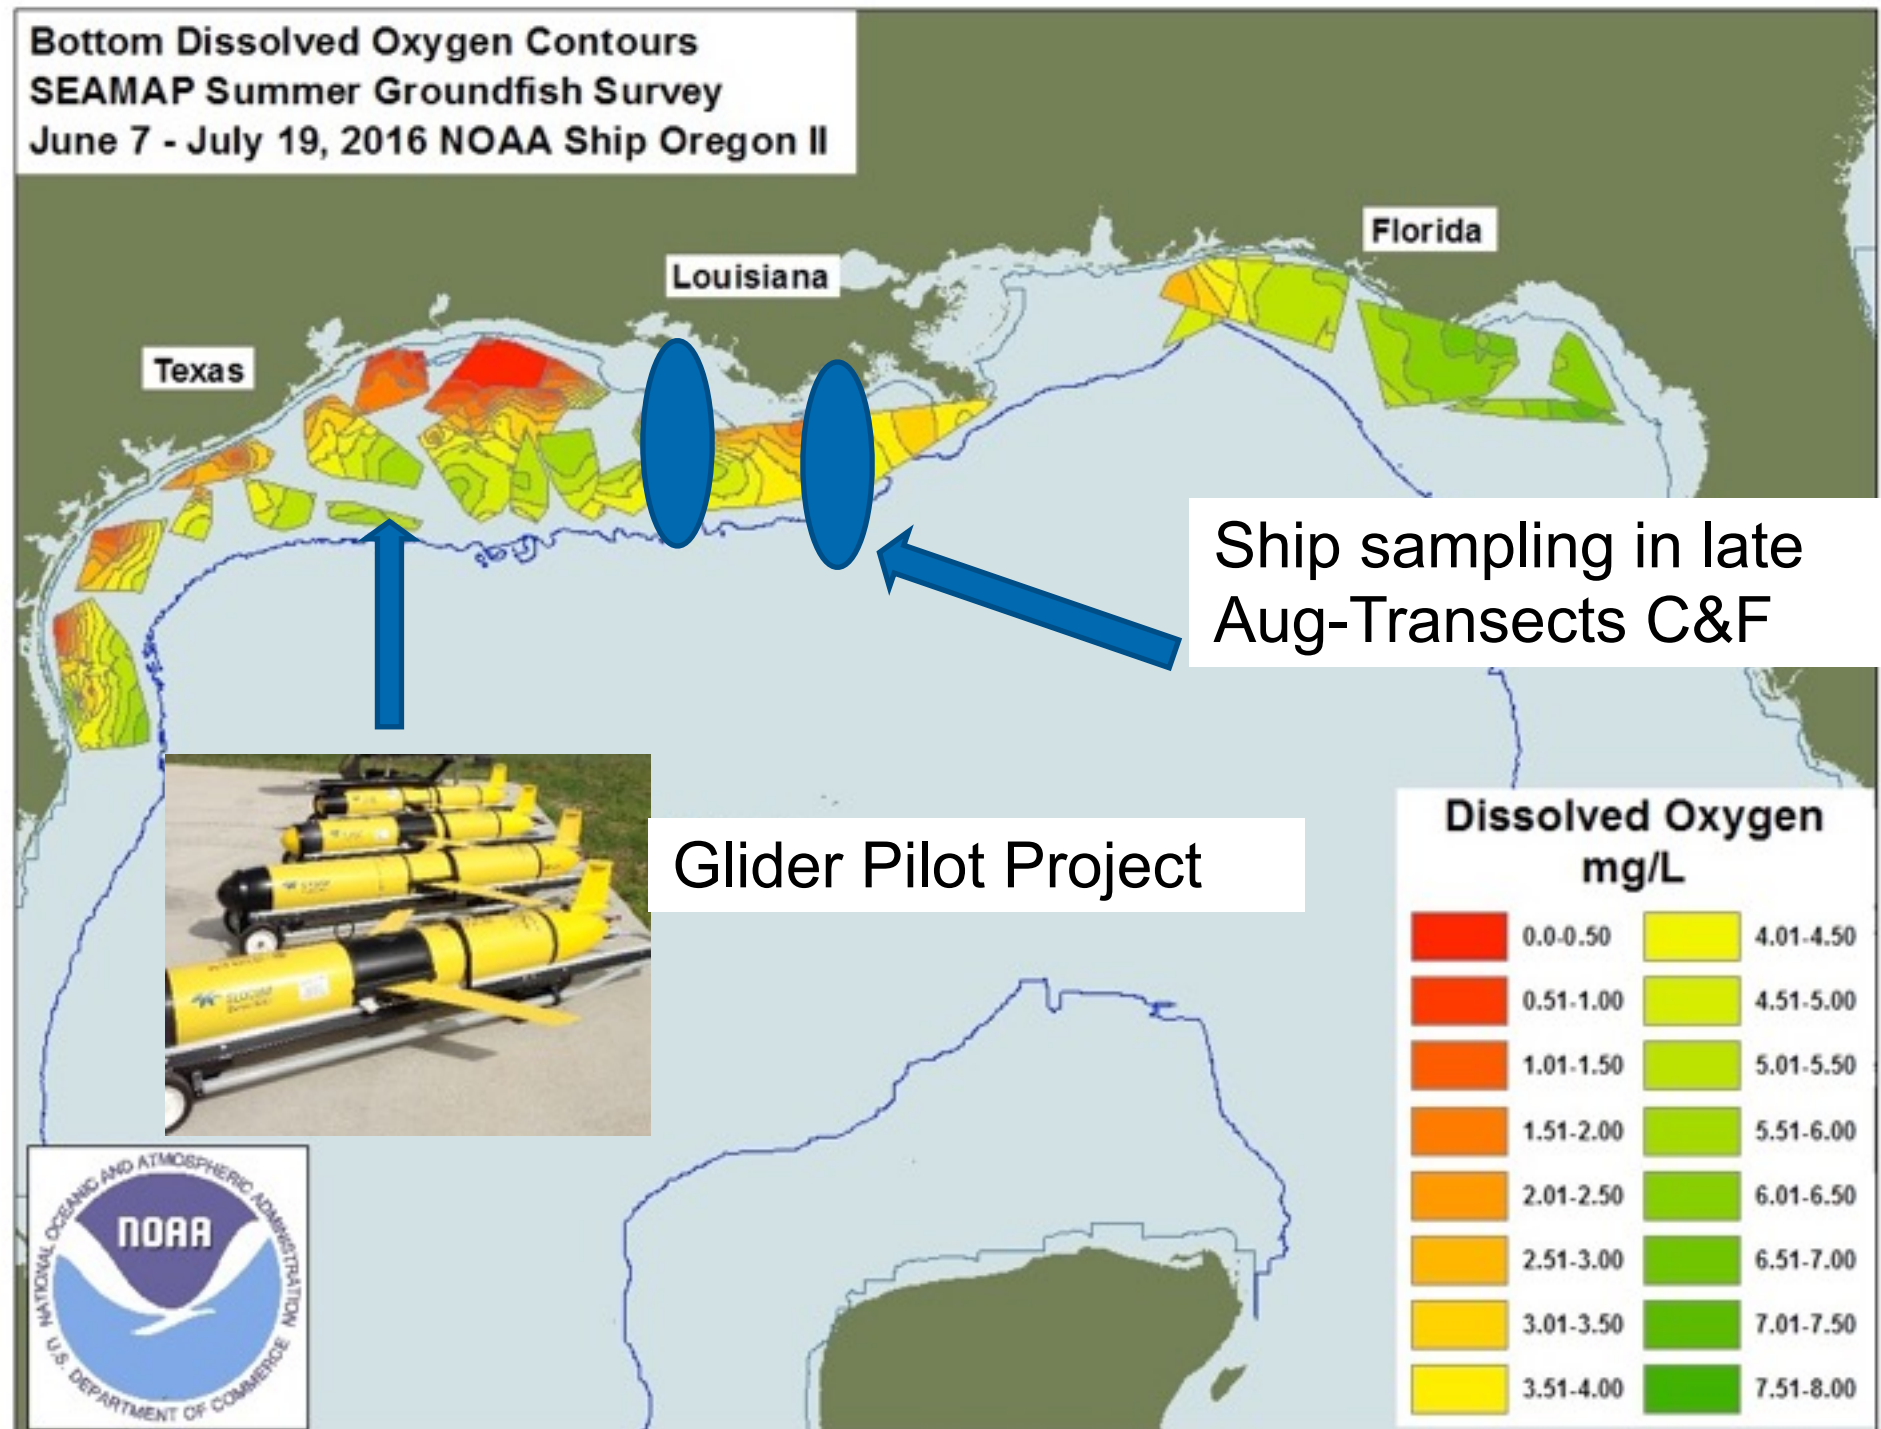 Bottom Dissolved Oxygen Contours
SEAMAP Summer Groundfish Survey
June 7 - July 19, 2016 NOAA Ship Oregon II
Florida
Louisiana
Texas
Ship sampling in late
Aug-Transects C&F
Glider Pilot Project
Dissolved Oxygen
mg/L
0.0-0.50
0.51-1.00
1.01-1.50
1.51-2.00
2.01-2.50
2.51-3.00
3.01-3.50
3.51-4.00
4.01-4.50
4.51-5.00
5.01-5.50
5.51-6.00
6.01-6.50
6.51-7.00
7.01-7.50
7.51-8.00
NATIONAL OCEANIC AND ATMOSPHERIC ADMINISTRATION
NOAA
U.S. DEPARTMENT OF COMMERCE